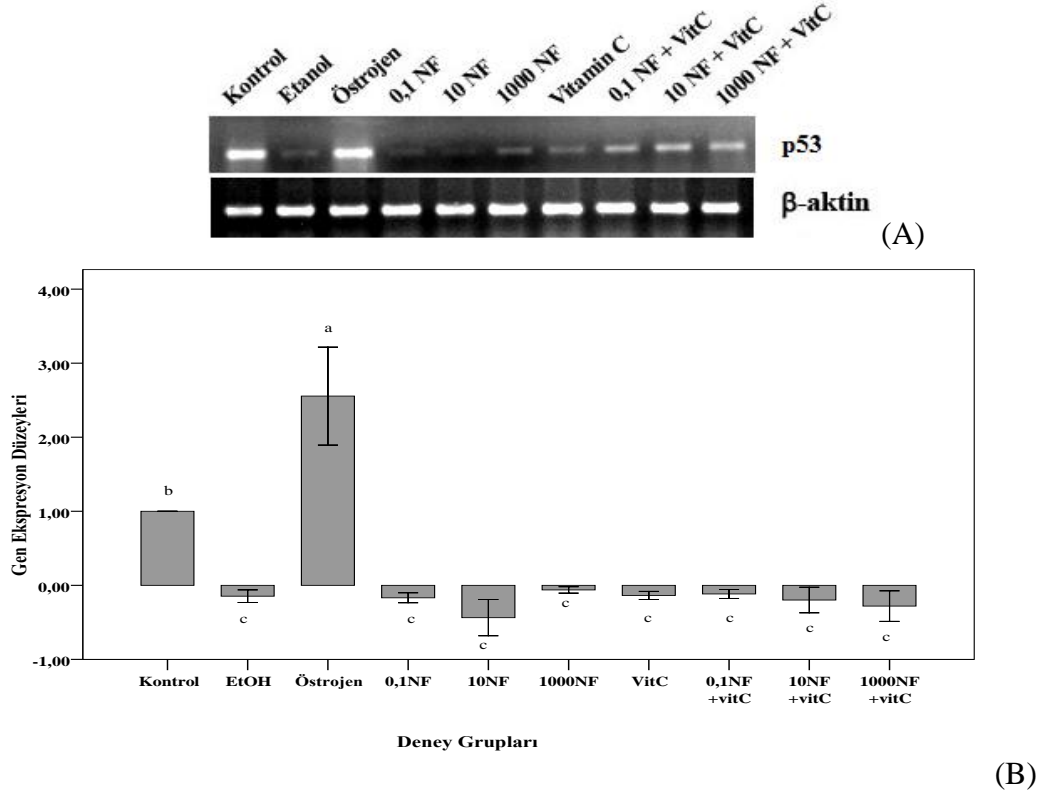 Kontrol
Etanol
Östrojen
0,1 NF
10 NF
1000 NF
Vitamin C
0,1 NF + VitC
10 NF + VitC
1000 NF + VitC
p53
β-aktin
(A)
4,00
3,00
2,00
1,00
0,00
-1,00
Gen Ekspresyon Düzeyleri
b
c
a
c
c
c
c
c
c
c
Kontrol EtOH Östrojen 0,1NF 10NF 1000NF VitC 0,1NF 10NF 1000NF
+vitC +vitC +vitC
Deney Grupları
(B)